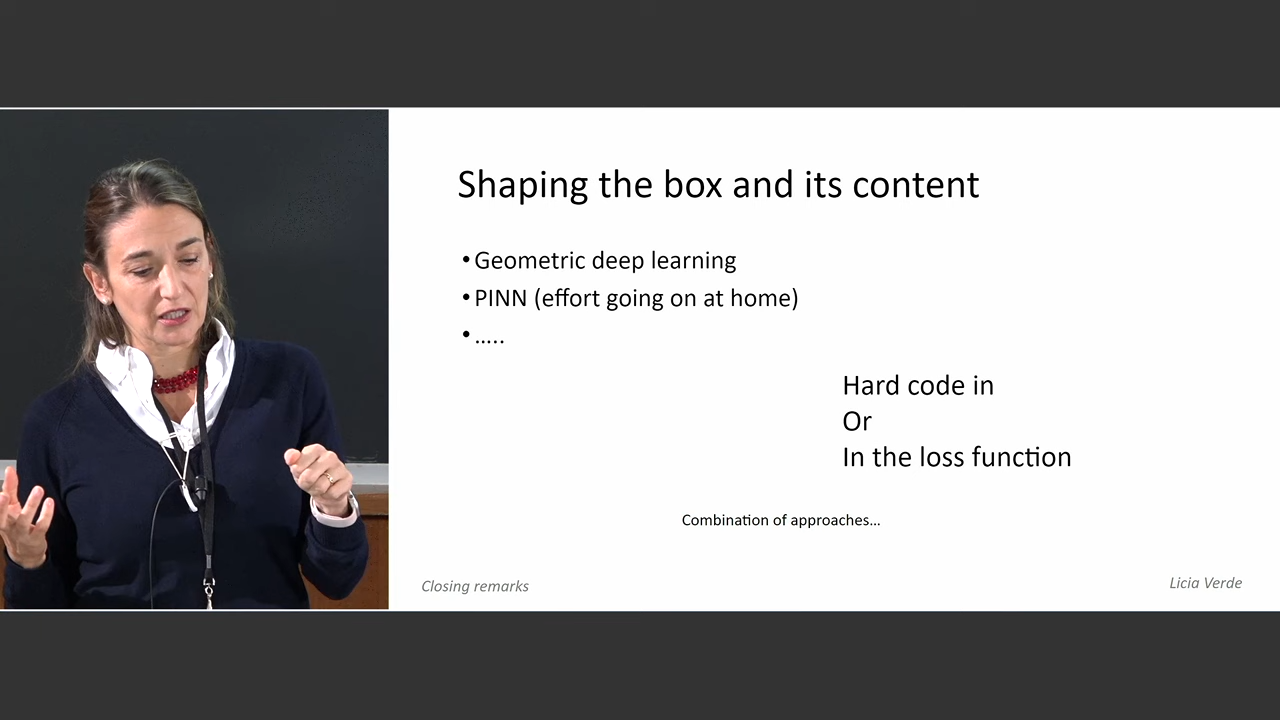 Shaping the box and its content
• Geometric deep learning
• PINN (effort going on at home)
• .....
Hard code in
Or
In the loss function
Combination of approaches...
Closing remarks
Licia Verde